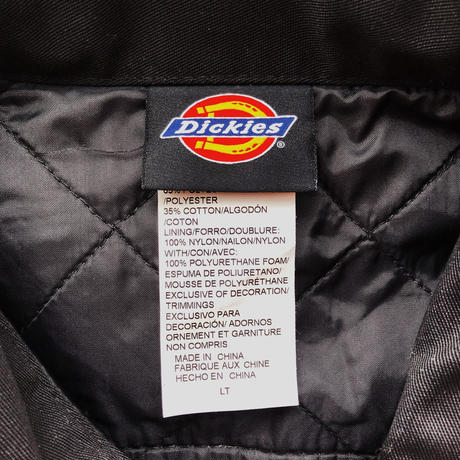 Dickies
®
/POLYESTER
35% COTTON/ALGODÓN
/COTON
LINING/FORRO/DOUBLURE:
100% NYLON/NAILON/NYLON
WITH/CON/AVEC:
100% POLYURETHANE FOAM/
ESPUMA DE POLIURETANO/
MOUSSE DE POLYURÉTHANE
EXCLUSIVE OF DECORATION/
TRIMMINGS
EXCLUSIVO PARA
DECORACIÓN/ ADORNOS
ORNEMENT ET GARNITURE
NON COMPRIS
MADE IN CHINA
FABRIQUE AUX CHINE
HECHO EN CHINA
LT